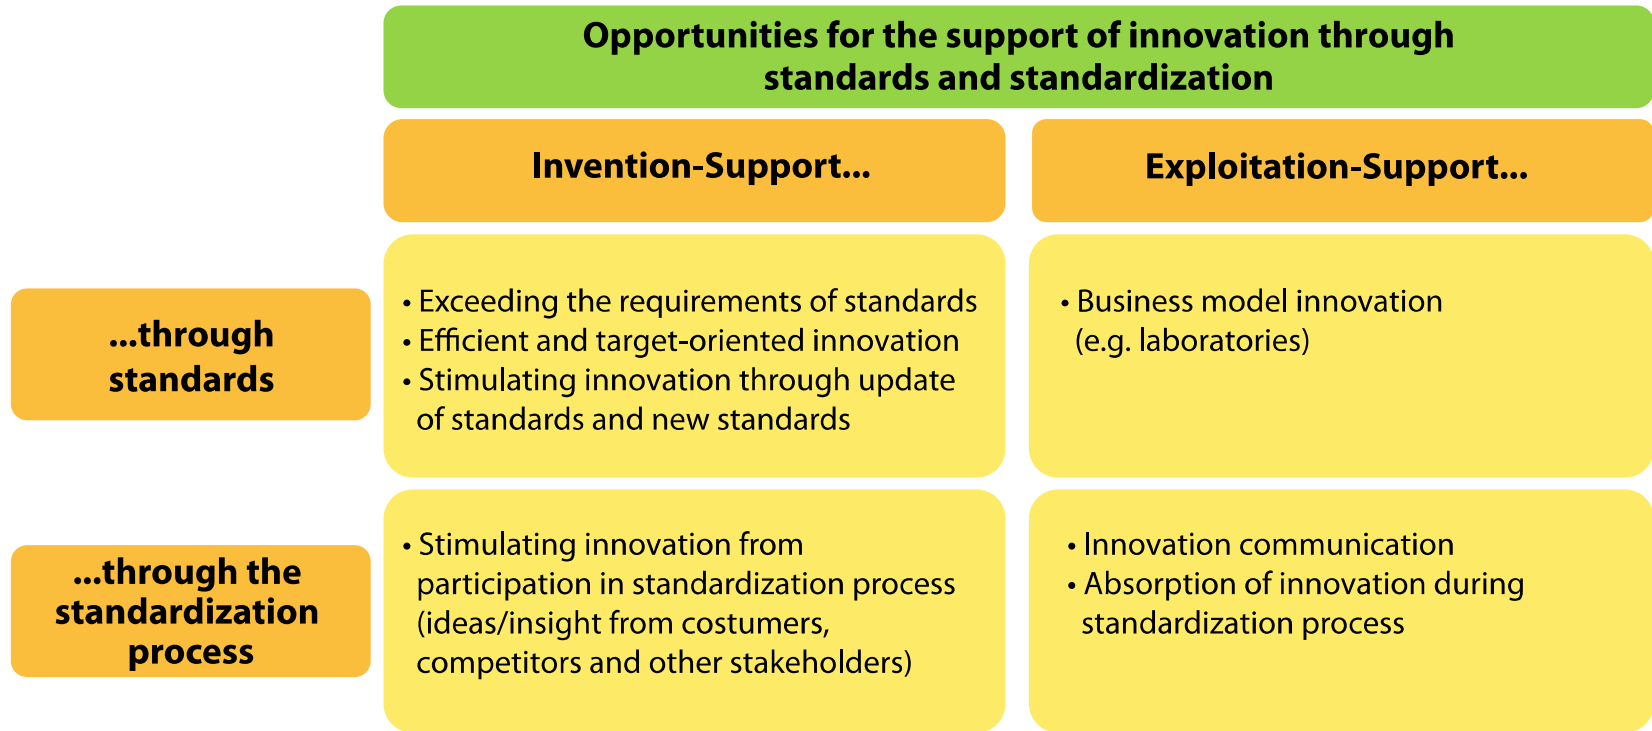 Opportunities for the support of innovation through
standards and standardization
Invention-Support...
Exploitation-Support...
...through
standards
• Exceeding the requirements of standards
• Efficient and target-oriented innovation
• Stimulating innovation through update
of standards and new standards
• Business model innovation
(e.g. laboratories)
...through the
standardization
process
• Stimulating innovation from
participation in standardization process
(ideas/insight from costumers,
competitors and other stakeholders)
• Innovation communication
• Absorption of innovation during
standardization process